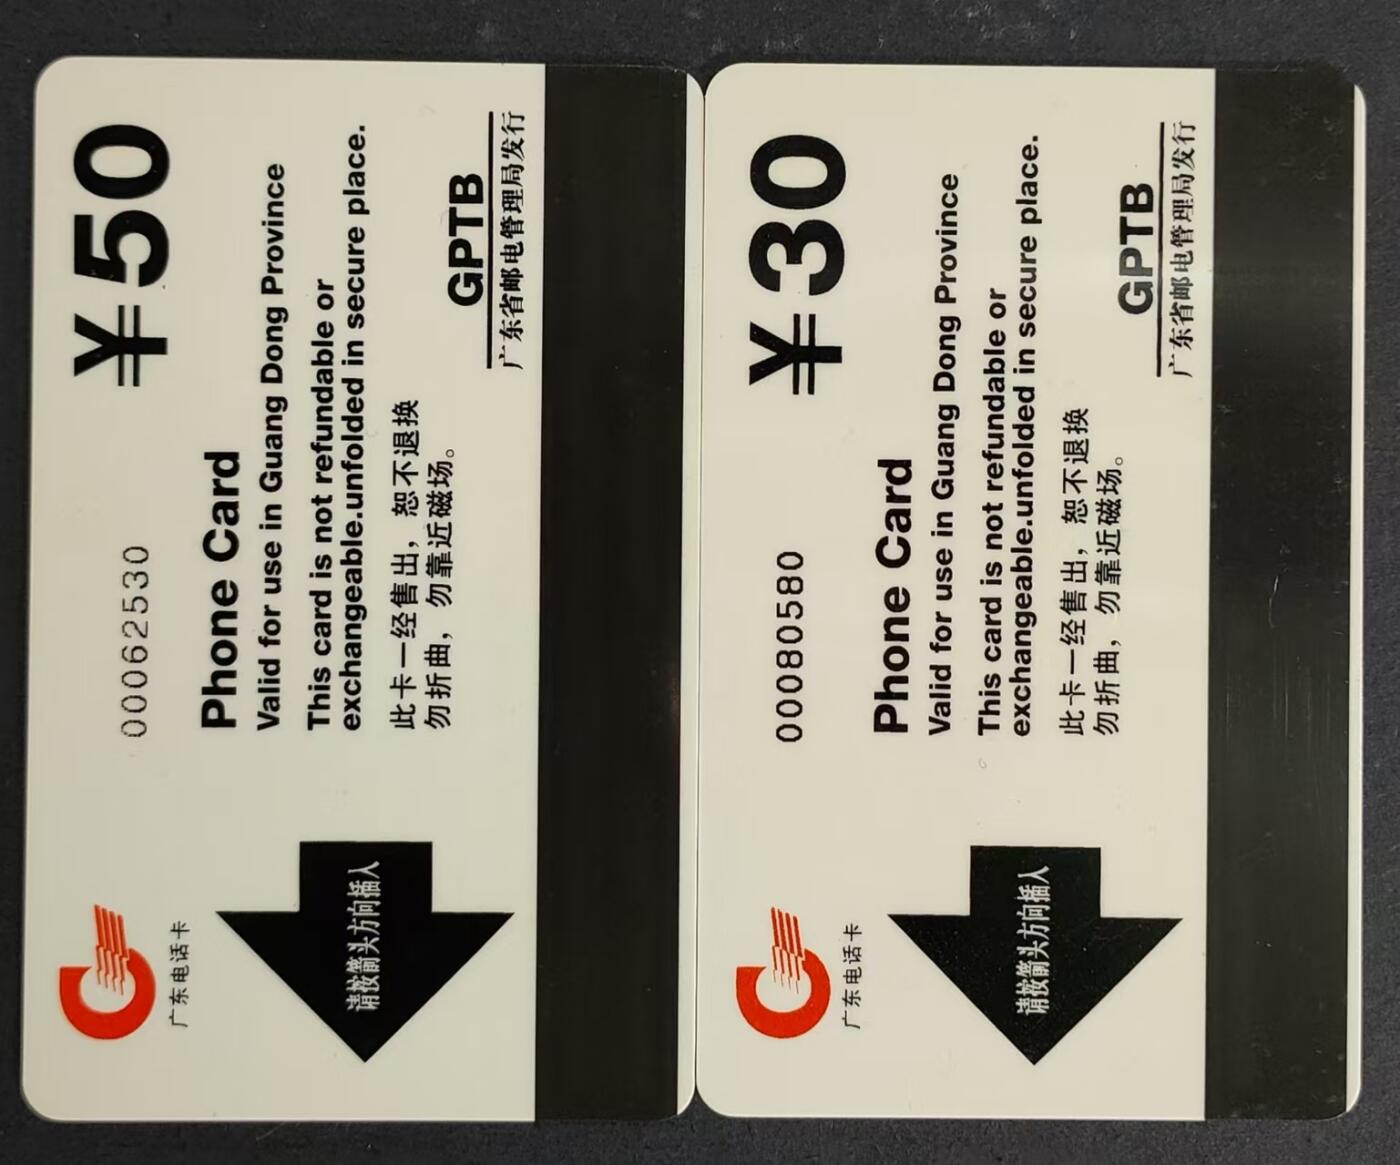 ¥50
00062530
Phone Card
Valid for use in Guang Dong Province
This card is not refundable or
exchangeable.unfolded in secure place.
此卡一经售出，恕不退换
勿折曲，勿靠近磁场。
GPTB
广东省邮电管理局发行
广东电话卡
请按箭头方向插入
¥30
00080580
Phone Card
Valid for use in Guang Dong Province
This card is not refundable or
exchangeable.unfolded in secure place.
此卡一经售出，恕不退换
勿折曲，勿靠近磁场。
GPTB
广东省邮电管理局发行
广东电话卡
请按箭头方向插入